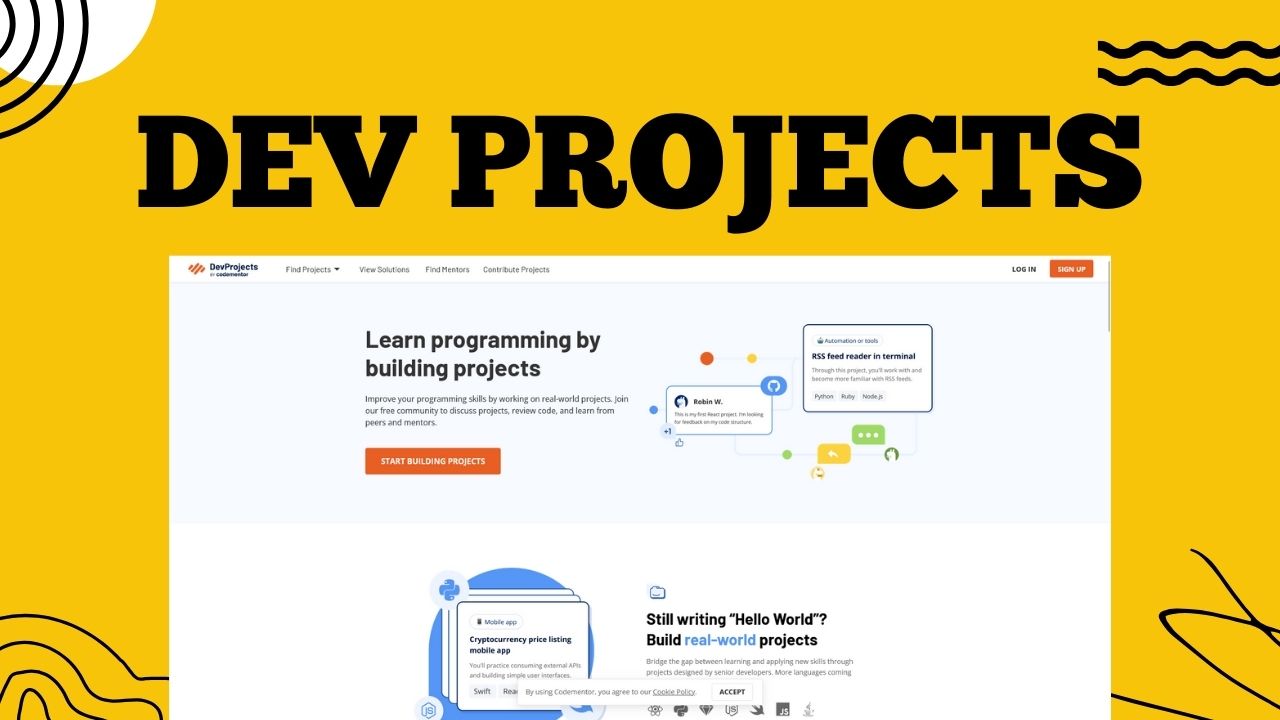 DEV PROJECTS
DevProjects
BY codementor
Find Projects
View Solutions
Find Mentors
Contribute Projects
LOG IN
SIGN UP
Learn programming by
building projects
Improve your programming skills by working on real-world projects. Join
our free community to discuss projects, review code, and learn from
peers and mentors.
START BUILDING PROJECTS
Robin W.
This is my first React project. I'm looking
for feedback on my code structure.
+1
Automation or tools
RSS feed reader in terminal
Through this project, you'll work with and
become more familiar with RSS feeds.
Python
Ruby
Node.js
Mobile app
Cryptocurrency price listing
mobile app
You'll practice consuming external APIs
and building simple user interfaces.
Swift
Still writing “Hello World”?
Build real-world projects
Bridge the gap between learning and applying new skills through
projects designed by senior developers. More languages coming
By using Codementor, you agree to our Cookie Policy.
ACCEPT
JS